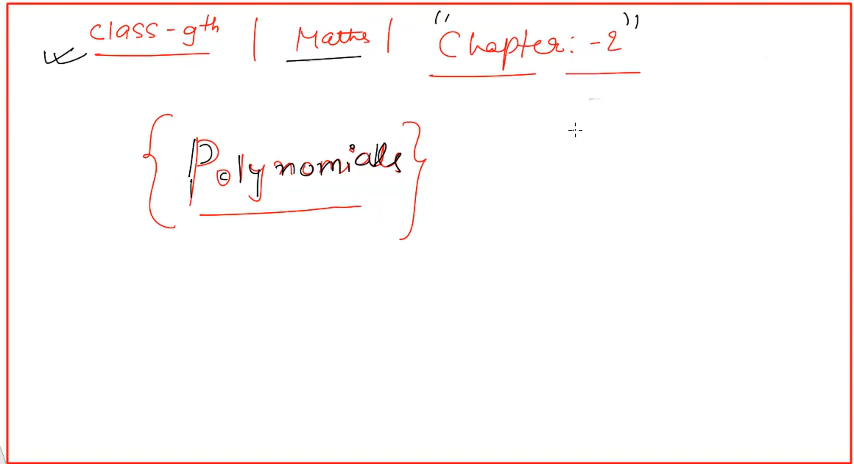 Class-9th | Maths | "Chapter:-2"
{Polynomials}